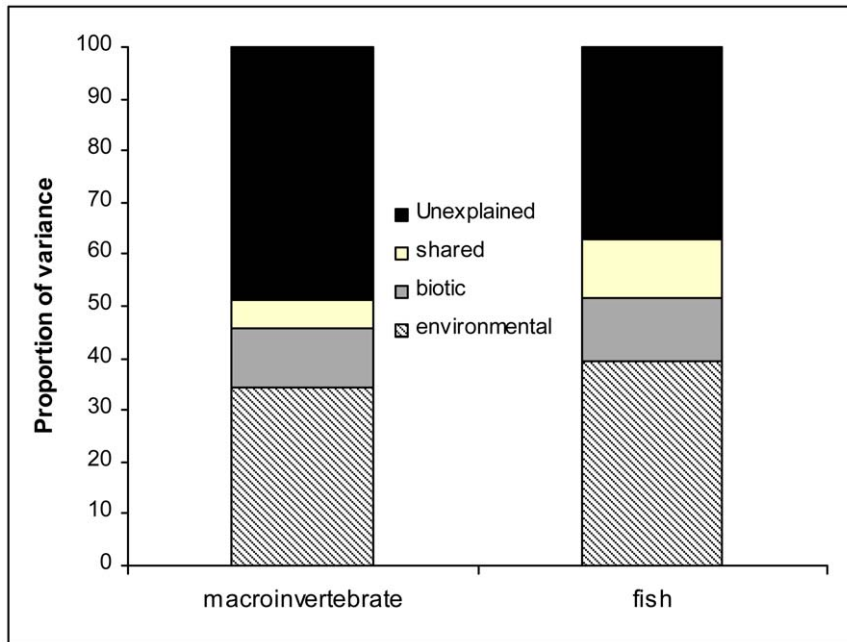 Proportion of variance
100
90
80
70
60
50
40
30
20
10
0
Unexplained
shared
biotic
environmental
macroinvertebrate
fish